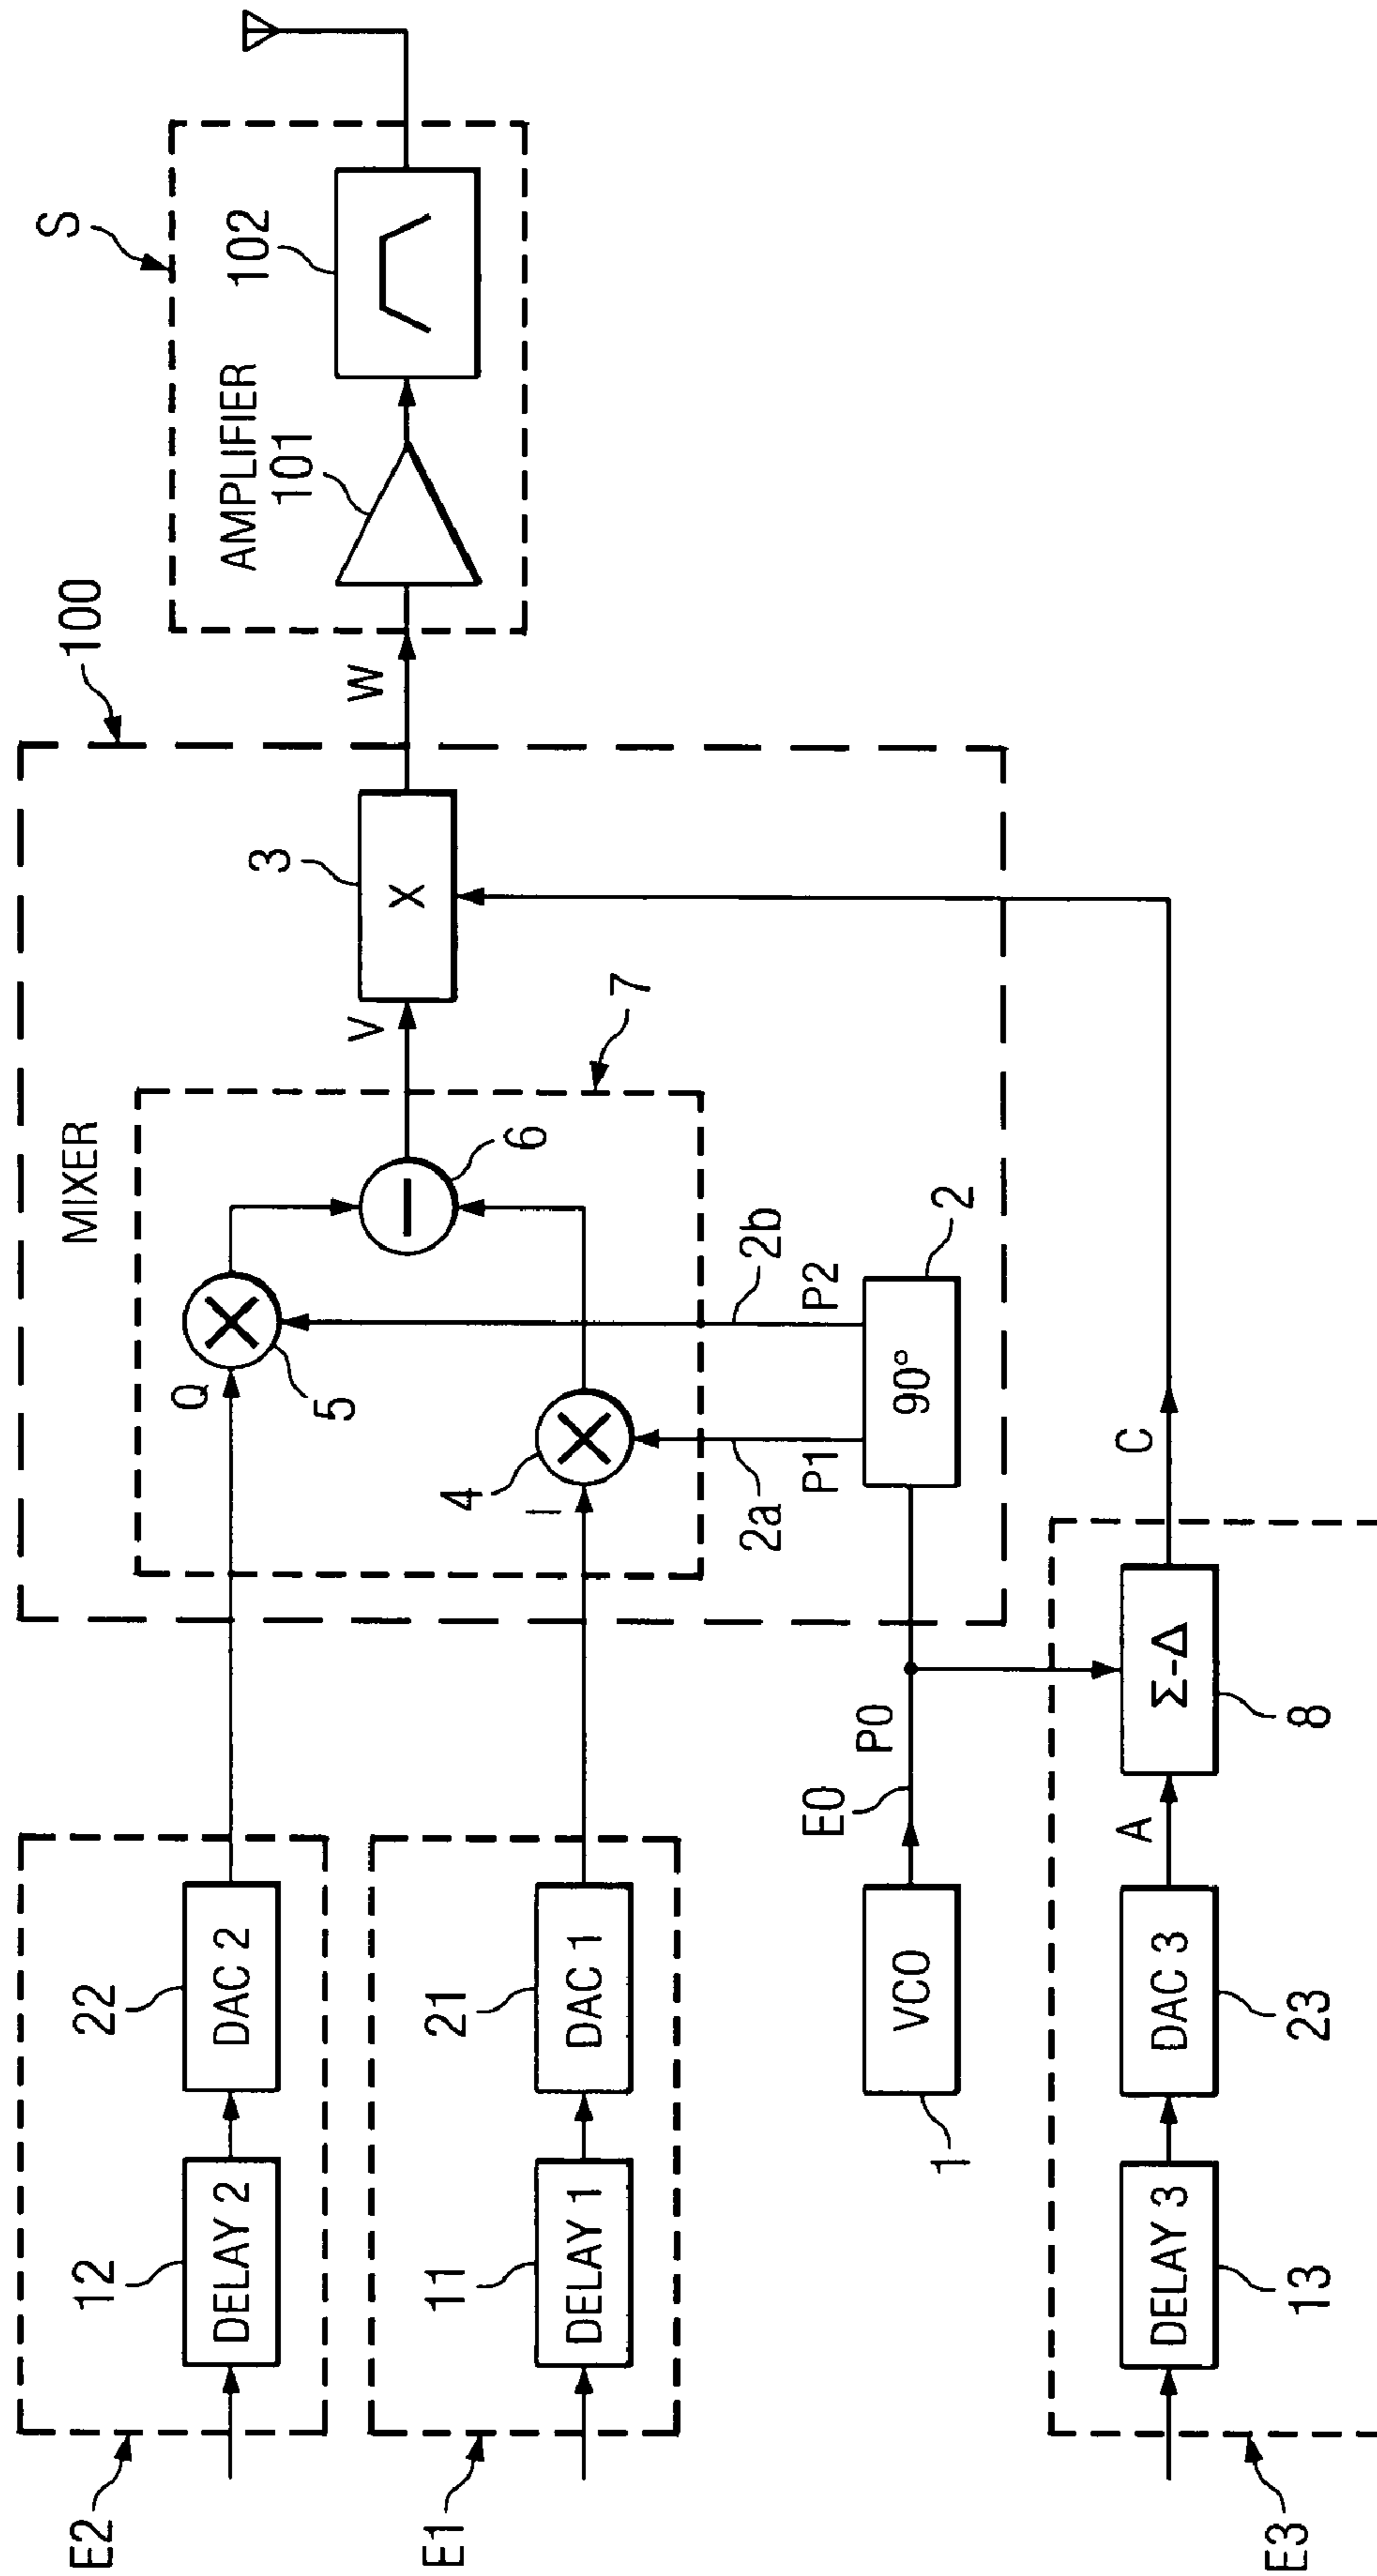 S
AMPLIFIER
101
102
100
W
MIXER
3
X
V
7
6
Q
5
4
I
2b
P2
2
90°
P1
2a
C
22
DAC 2
12
DELAY 2
E2
21
DAC 1
11
DELAY 1
E1
P0
E0
VCO
1
Σ-Δ
8
A
DAC 3
23
DELAY 3
13
E3